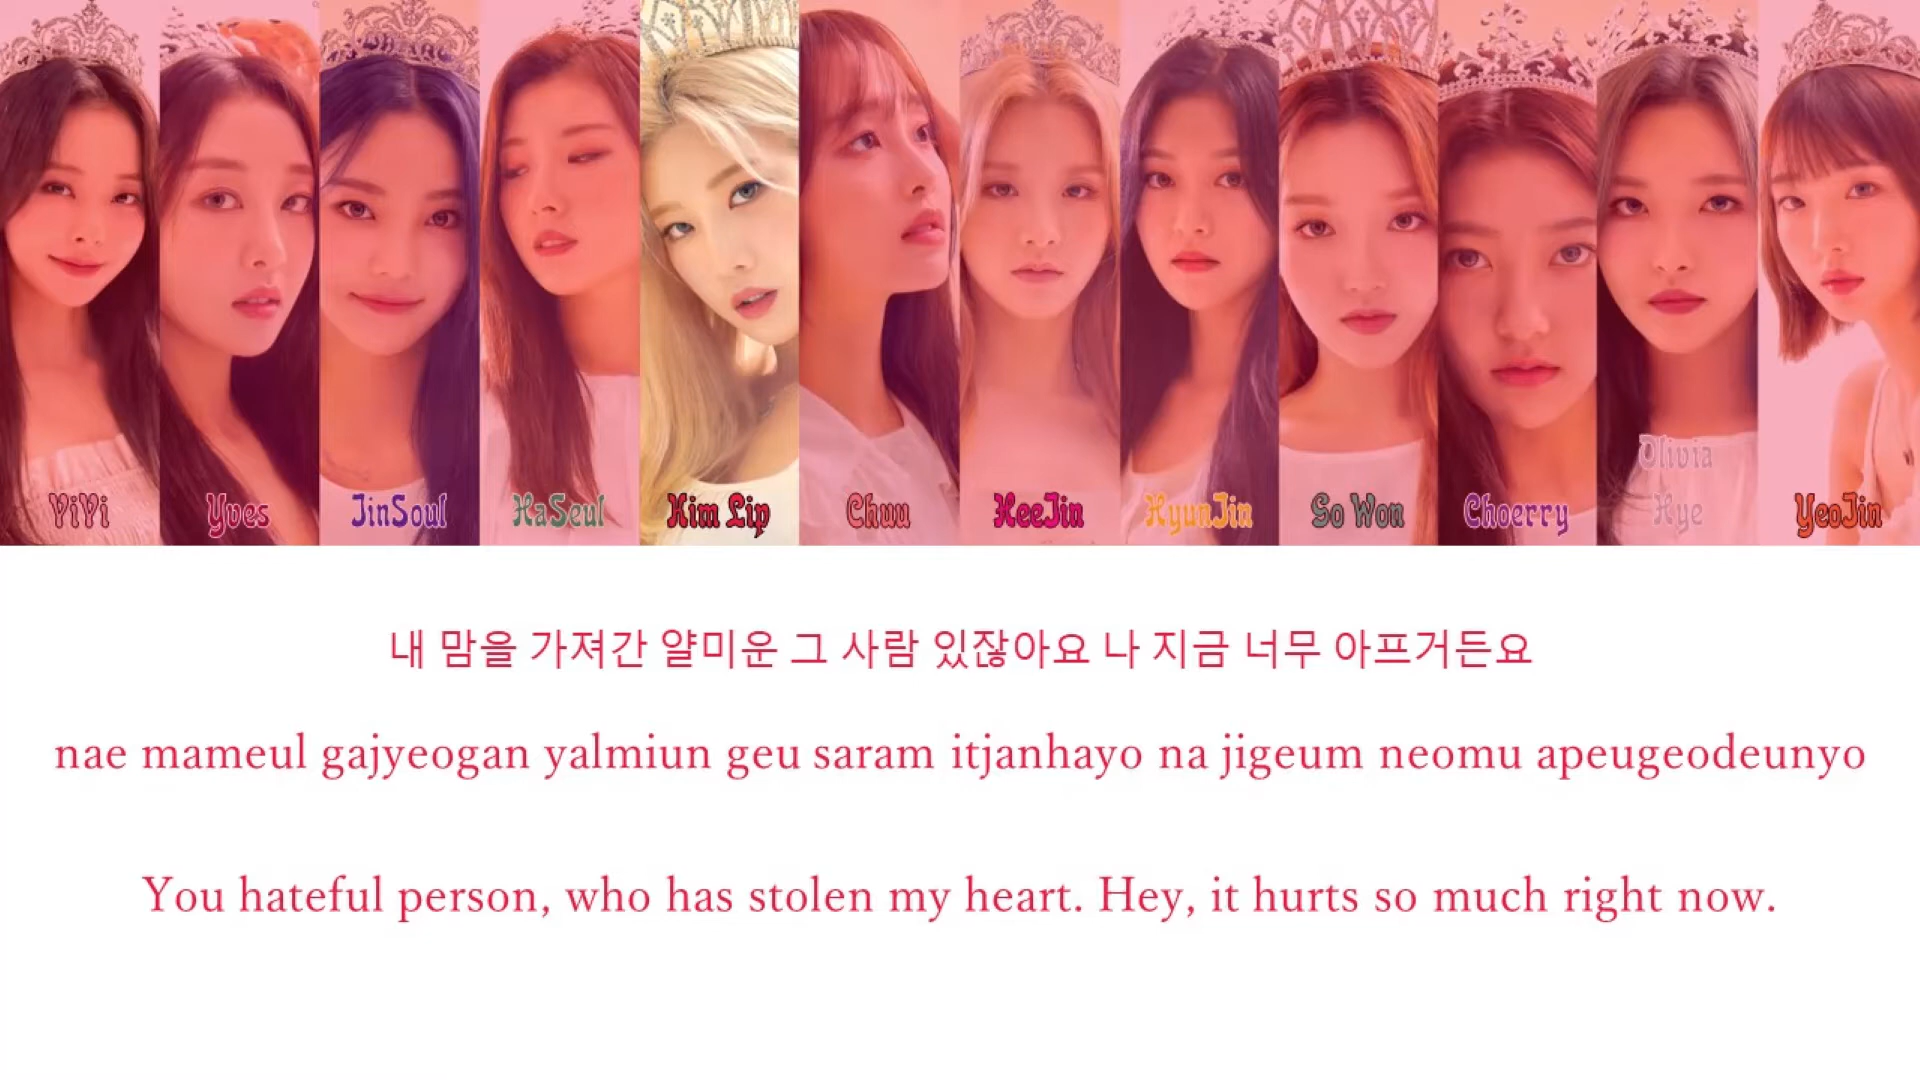 ViVi
Yves
JinSoul
HaSeul
Kim Lip
Chuu
HeeJin
HyunJin
So Won
Choerry
Olivia
Hye
YeoJin
내 맘을 가져간 얄미운 그 사람 있잖아요 나 지금 너무 아프거든요
nae mameul gajyeogan yalmiun geu saram itjanhayo na jigeum neomu apeugeodeunyo
You hateful person, who has stolen my heart. Hey, it hurts so much right now.